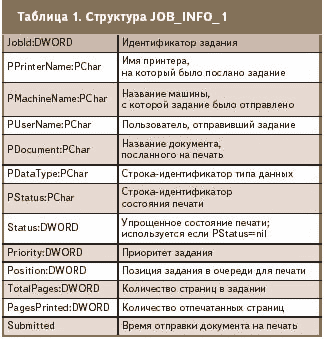 Таблица 1. Структура JOB_INFO_1
JobId:DWORD Идентификатор задания
PPrinterName:PChar Имя принтера,
на который было послано задание
PMachineName:PChar Название машины,
с которой задание было отправлено
PUserName:PChar Пользователь, отправивший задание
PDocument:PChar Название документа,
посланного на печать
PDataType:PChar Строка-идентификатор типа данных
PStatus:PChar Строка-идентификатор
состояния печати
Status:DWORD Упрощенное состояние печати;
используется если PStatus=nil
Priority:DWORD Приоритет задания
Position:DWORD Позиция задания в очереди для печати
TotalPages:DWORD Количество страниц в задании
PagesPrinted:DWORD Количество отпечатанных страниц
Submitted Время отправки документа на печать